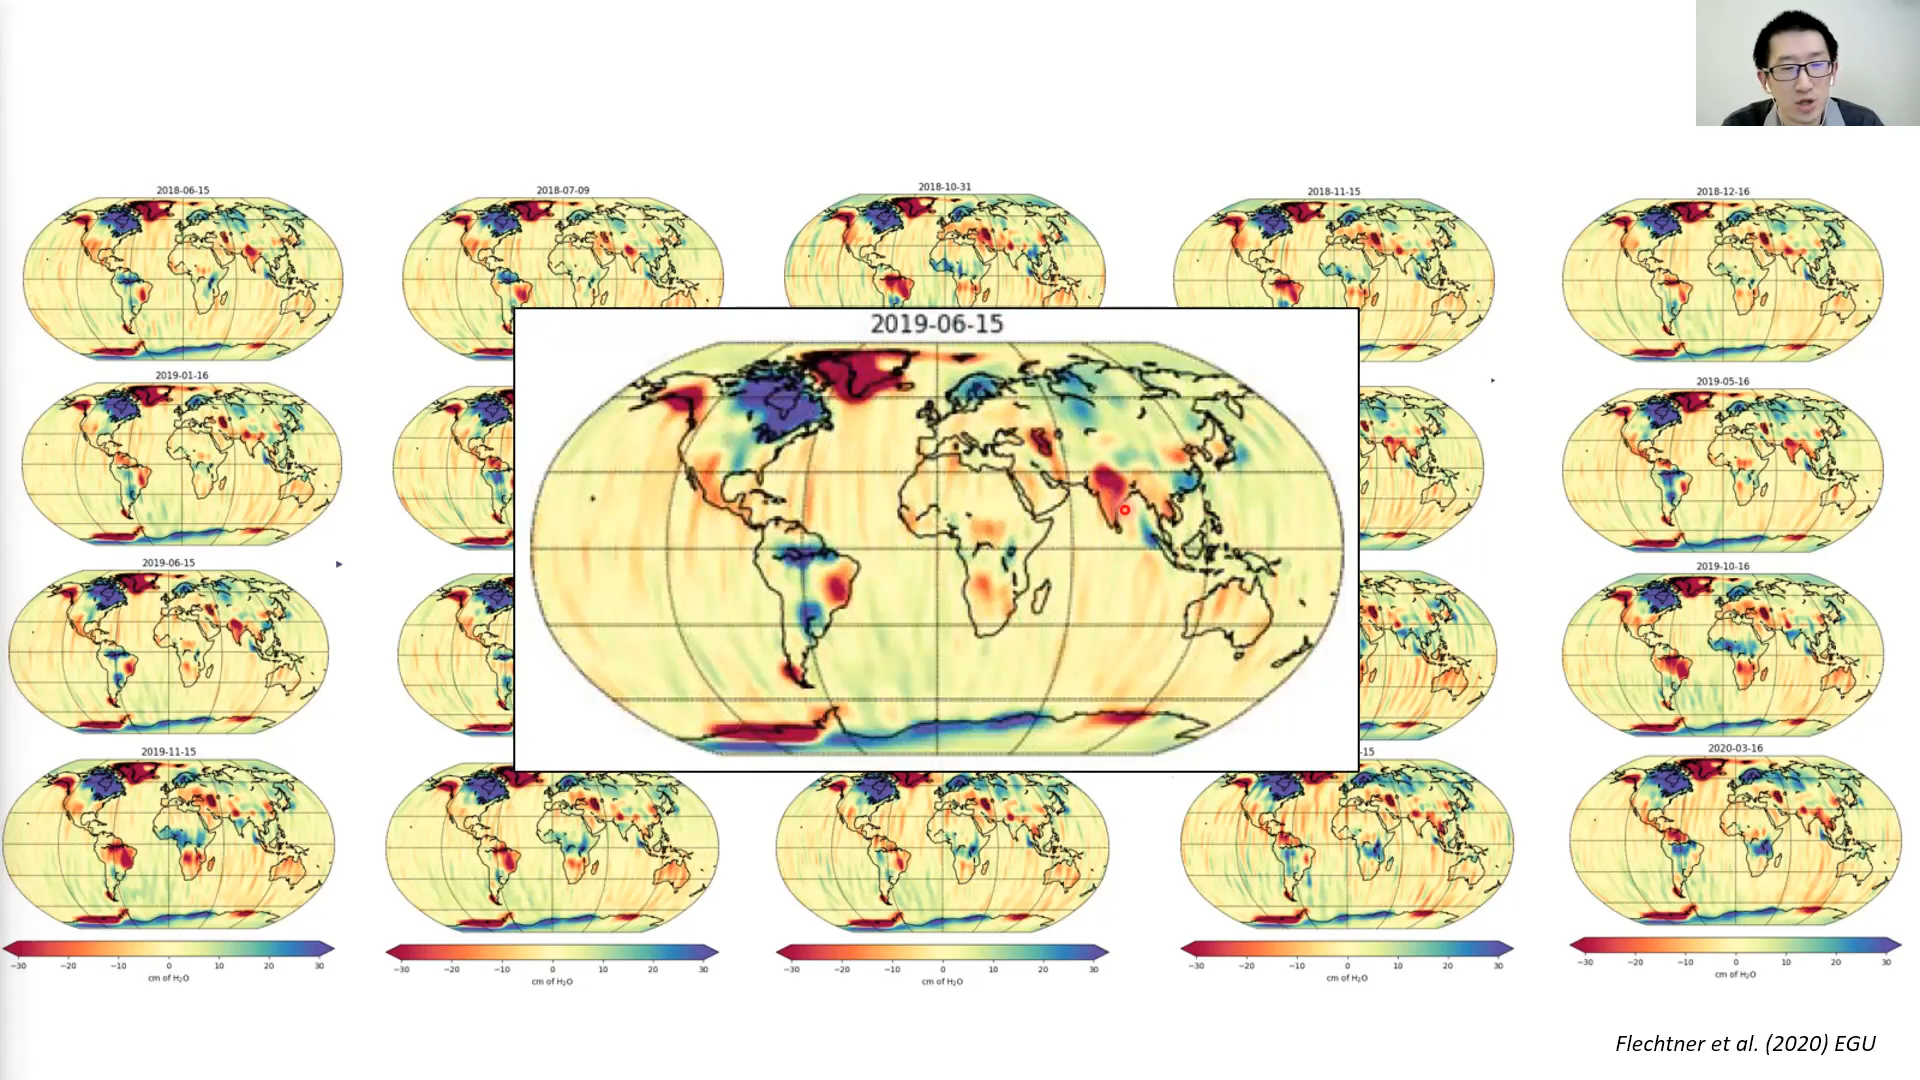 2018-06-15
2018-07-09
2018-10-31
2018-11-15
2018-12-16
2019-06-15
2019-01-16
2019-05-16
2019-06-15
2019-10-16
2019-11-15
-15
2020-03-16
−30 −20 −10 0 10 20 30
cm of H₂O
−30 −20 −10 0 10 20 30
cm of H₂O
−30 −20 −10 0 10 20 30
cm of H₂O
−30 −20 −10 0 10 20 30
cm of H₂O
−30 −20 −10 0 10 20 30
cm of H₂O
Flechtner et al. (2020) EGU